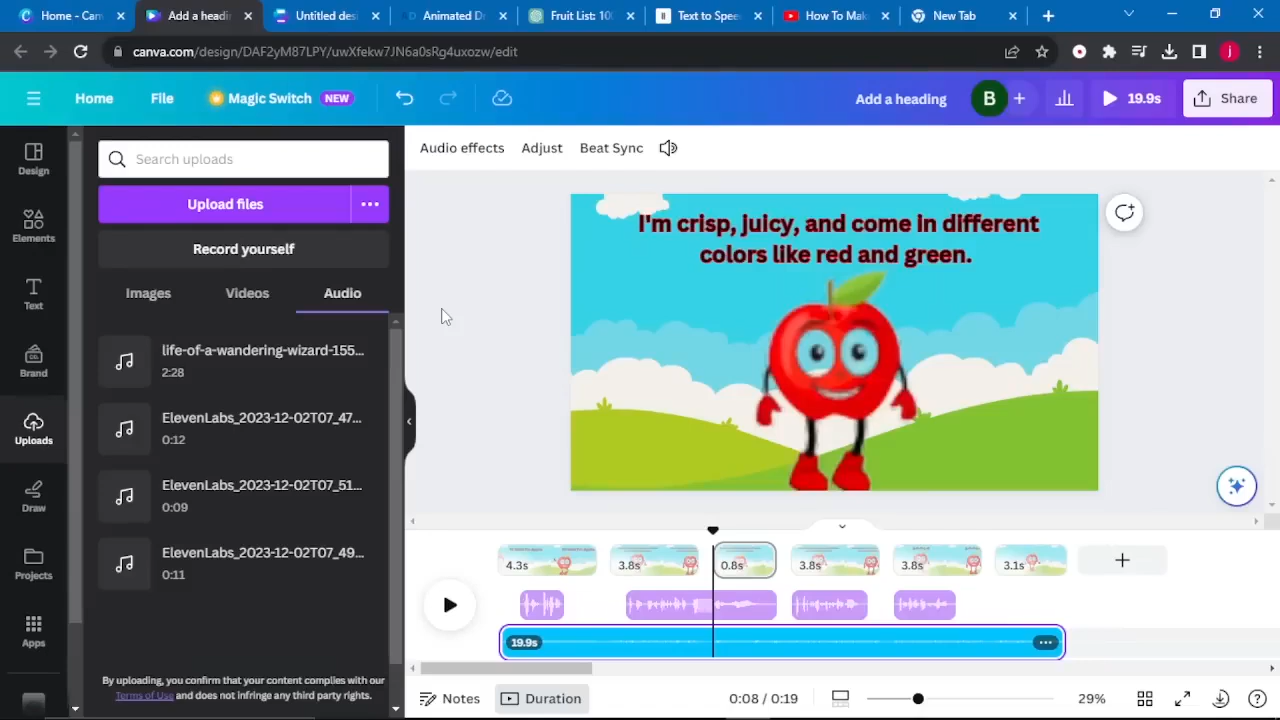 Home - Canva
Add a headi
Untitled desi
Animated Dr
Fruit List: 10
Text to Spee
How To Mak
New Tab
canva.com/design/DAF2yM87LPY/uwXfekw7JN6a0sRg4uxozw/edit
j
Home
File
Magic Switch
NEW
Add a heading
B
19.9s
Share
Design
Elements
Text
Brand
Uploads
Draw
Projects
Apps
Search uploads
Upload files
Record yourself
Images
Videos
Audio
life-of-a-wandering-wizard-155...
2:28
ElevenLabs_2023-12-02T07_47...
0:12
ElevenLabs_2023-12-02T07_51...
0:09
ElevenLabs_2023-12-02T07_49...
0:11
By uploading, you confirm that your content complies with our
Terms of Use and does not infringe any third party rights.
Audio effects
Adjust
Beat Sync
I'm crisp, juicy, and come in different
colors like red and green.
4.3s
3.8s
0.8s
3.8s
3.8s
3.1s
19.9s
Notes
Duration
0:08 / 0:19
29%